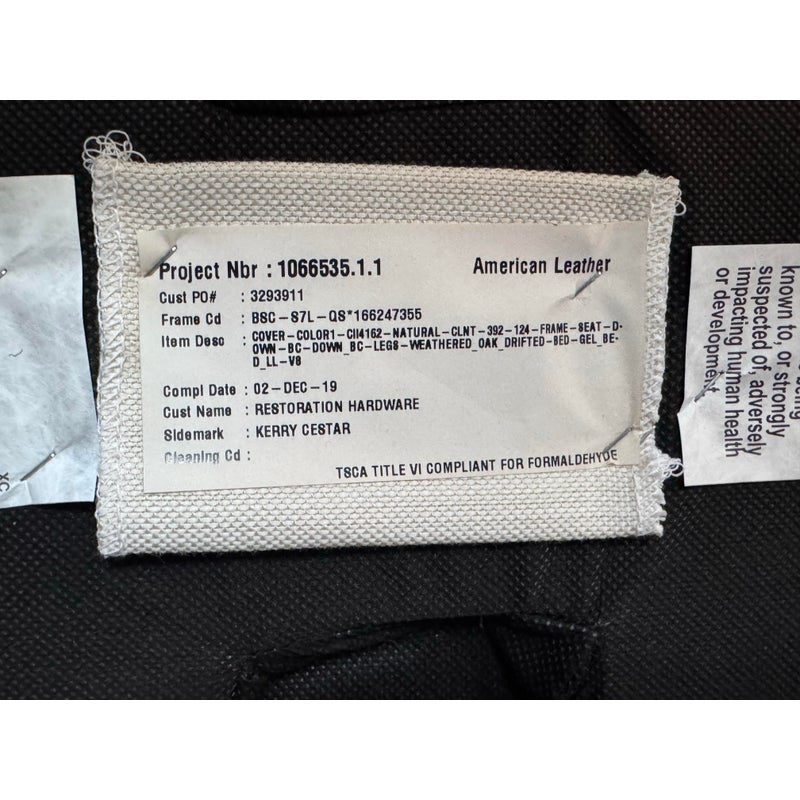 Project Nbr : 1066535.1.1 American Leather
Cust PO# : 3293911
Frame Cd : BSC-S7L-QS*166247355
Item Desc : COVER-COLOR1-CI14162-NATURAL-CLNT-392-124-FRAME-SEAT-D-
OWN-BC-DOWN_BC-LEGS-WEATHERED_OAK_DRIFTED-BED-GEL_BE-
D_LL-V8
Compl Date : 02-DEC-19
Cust Name : RESTORATION HARDWARE
Sidemark : KERRY CESTAR
Cleaning Cd :
TSCA TITLE VI COMPLIANT FOR FORMALDEHYDE
known to, or strongly
suspected of, adversely
impacting human health
or development
XC